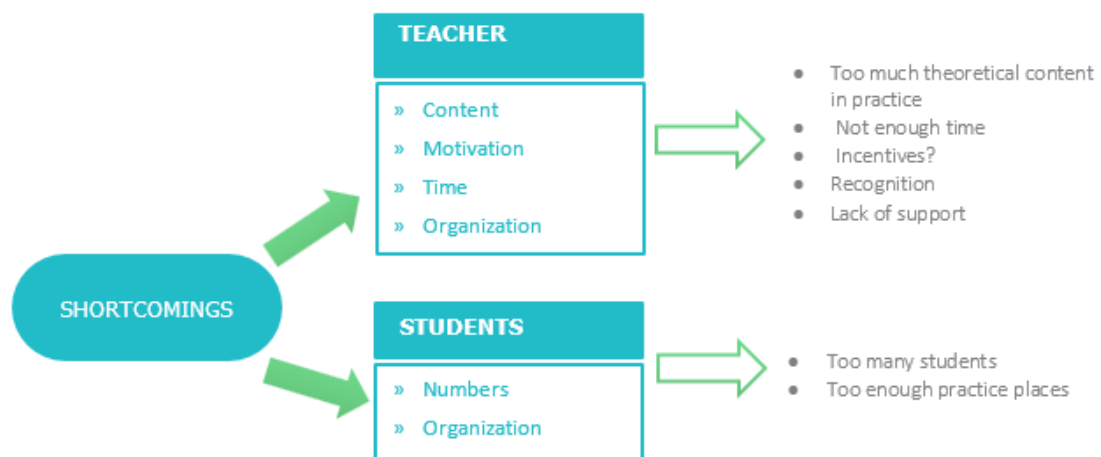 SHORTCOMINGS
TEACHER
» Content
» Motivation
» Time
» Organization
● Too much theoretical content
in practice
● Not enough time
● Incentives?
● Recognition
● Lack of support
STUDENTS
» Numbers
» Organization
● Too many students
● Too enough practice places